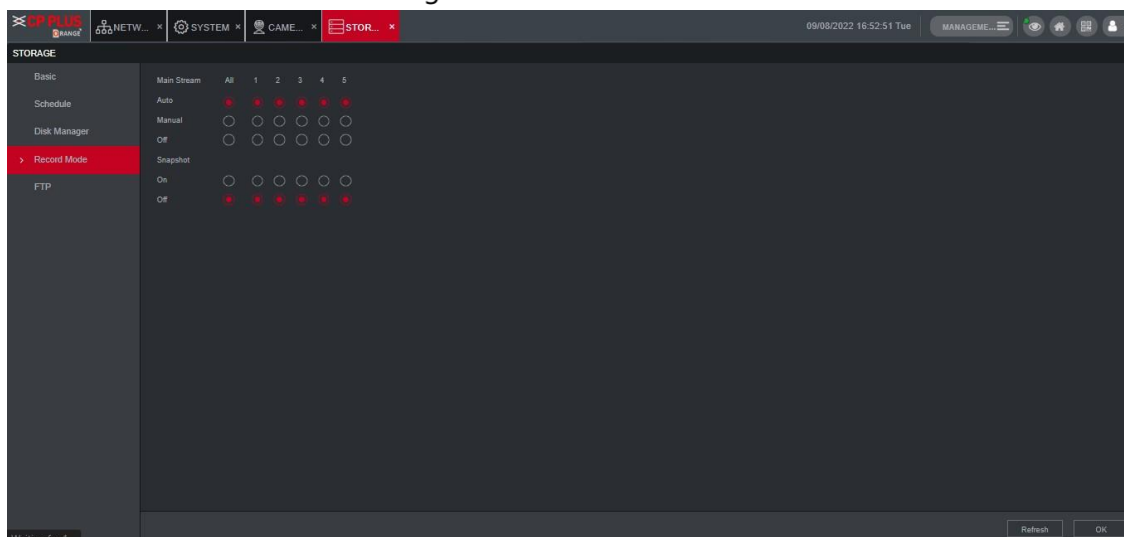 CP PLUS
ORANGE
NETW... ×
SYSTEM ×
CAME... ×
STOR... ×
09/08/2022 16:52:51 Tue
MANAGEME...
STORAGE
Basic
Schedule
Disk Manager
> Record Mode
FTP
Main Stream All 1 2 3 4 5
Auto
Manual
Off
Snapshot
On
Off
Refresh
OK